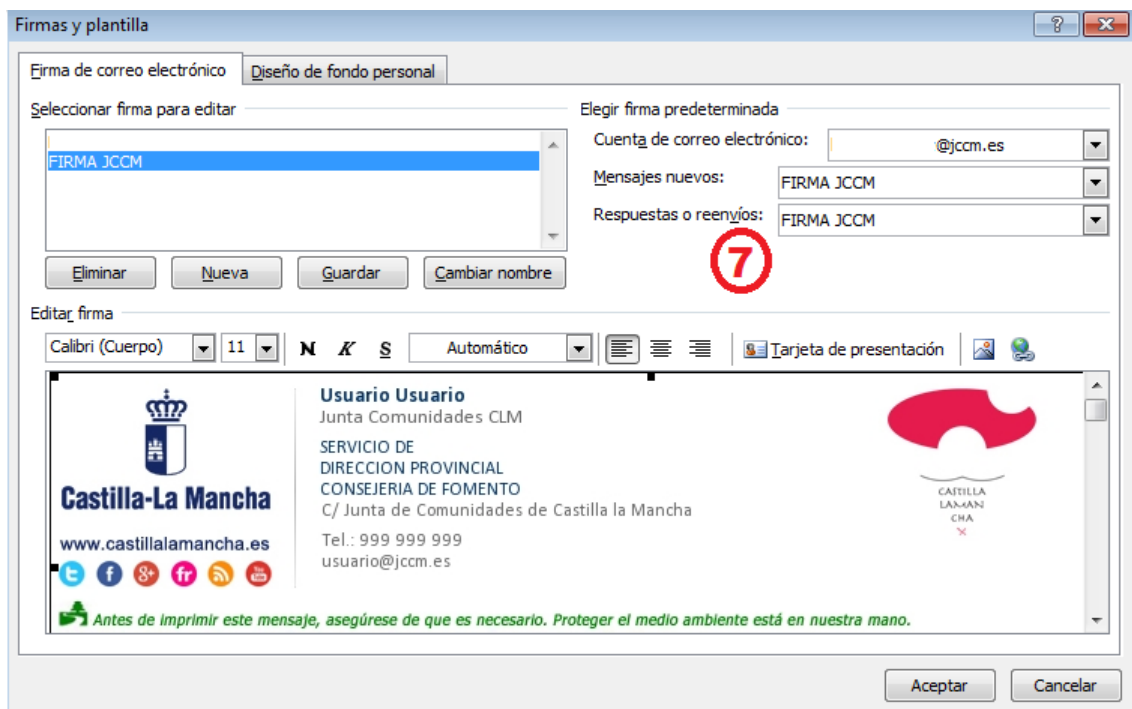 Firmas y plantilla
Firma de correo electrónico
Diseño de fondo personal
Seleccionar firma para editar
FIRMA JCCM
Eliminar
Nueva
Guardar
Cambiar nombre
Elegir firma predeterminada
Cuenta de correo electrónico:
@jccm.es
Mensajes nuevos:
FIRMA JCCM
Respuestas o reenvíos:
FIRMA JCCM
7
Editar firma
Calibri (Cuerpo)
11
N K S
Automático
Tarjeta de presentación
Castilla-La Mancha
www.castillalamancha.es
Usuario Usuario
Junta Comunidades CLM
SERVICIO DE
DIRECCION PROVINCIAL
CONSEJERIA DE FOMENTO
C/ Junta de Comunidades de Castilla la Mancha
Tel.: 999 999 999
usuario@jccm.es
CASTILLA
LAMAN
CHA
Antes de imprimir este mensaje, asegúrese de que es necesario. Proteger el medio ambiente está en nuestra mano.
Aceptar
Cancelar